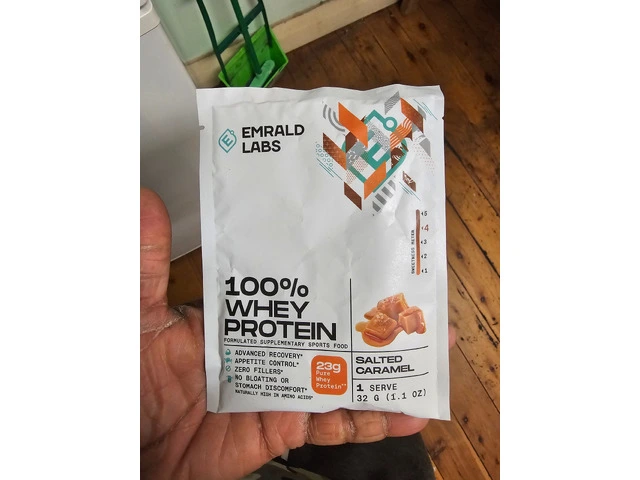 EMRALD
LABS
SWEETNESS METER
5
4
3
2
1
100%
WHEY
PROTEIN
FORMULATED SUPPLEMENTARY SPORTS FOOD
ADVANCED RECOVERY*
APPETITE CONTROL*
ZERO FILLERS*
NO BLOATING OR
STOMACH DISCOMFORT*
NATURALLY HIGH IN AMINO ACIDS*
23g
Pure
Whey
Protein**
SALTED
CARAMEL
1 SERVE
32 G (1.1 OZ)